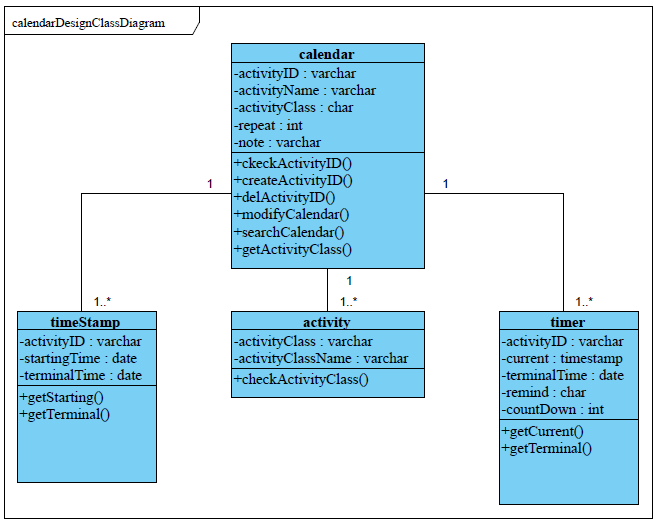 calendarDesignClassDiagram
calendar
-activityID : varchar
-activityName : varchar
-activityClass : char
-repeat : int
-note : varchar
+ckeckActivityID()
+createActivityID()
+delActivityID()
+modifyCalendar()
+searchCalendar()
+getActivityClass()
1
1
1
1..*
1..*
1..*
timeStamp
-activityID : varchar
-startingTime : date
-terminalTime : date
+getStarting()
+getTerminal()
activity
-activityClass : varchar
-activityClassName : varchar
+checkActivityClass()
timer
-activityID : varchar
-current : timestamp
-terminalTime : date
-remind : char
-countDown : int
+getCurrent()
+getTerminal()